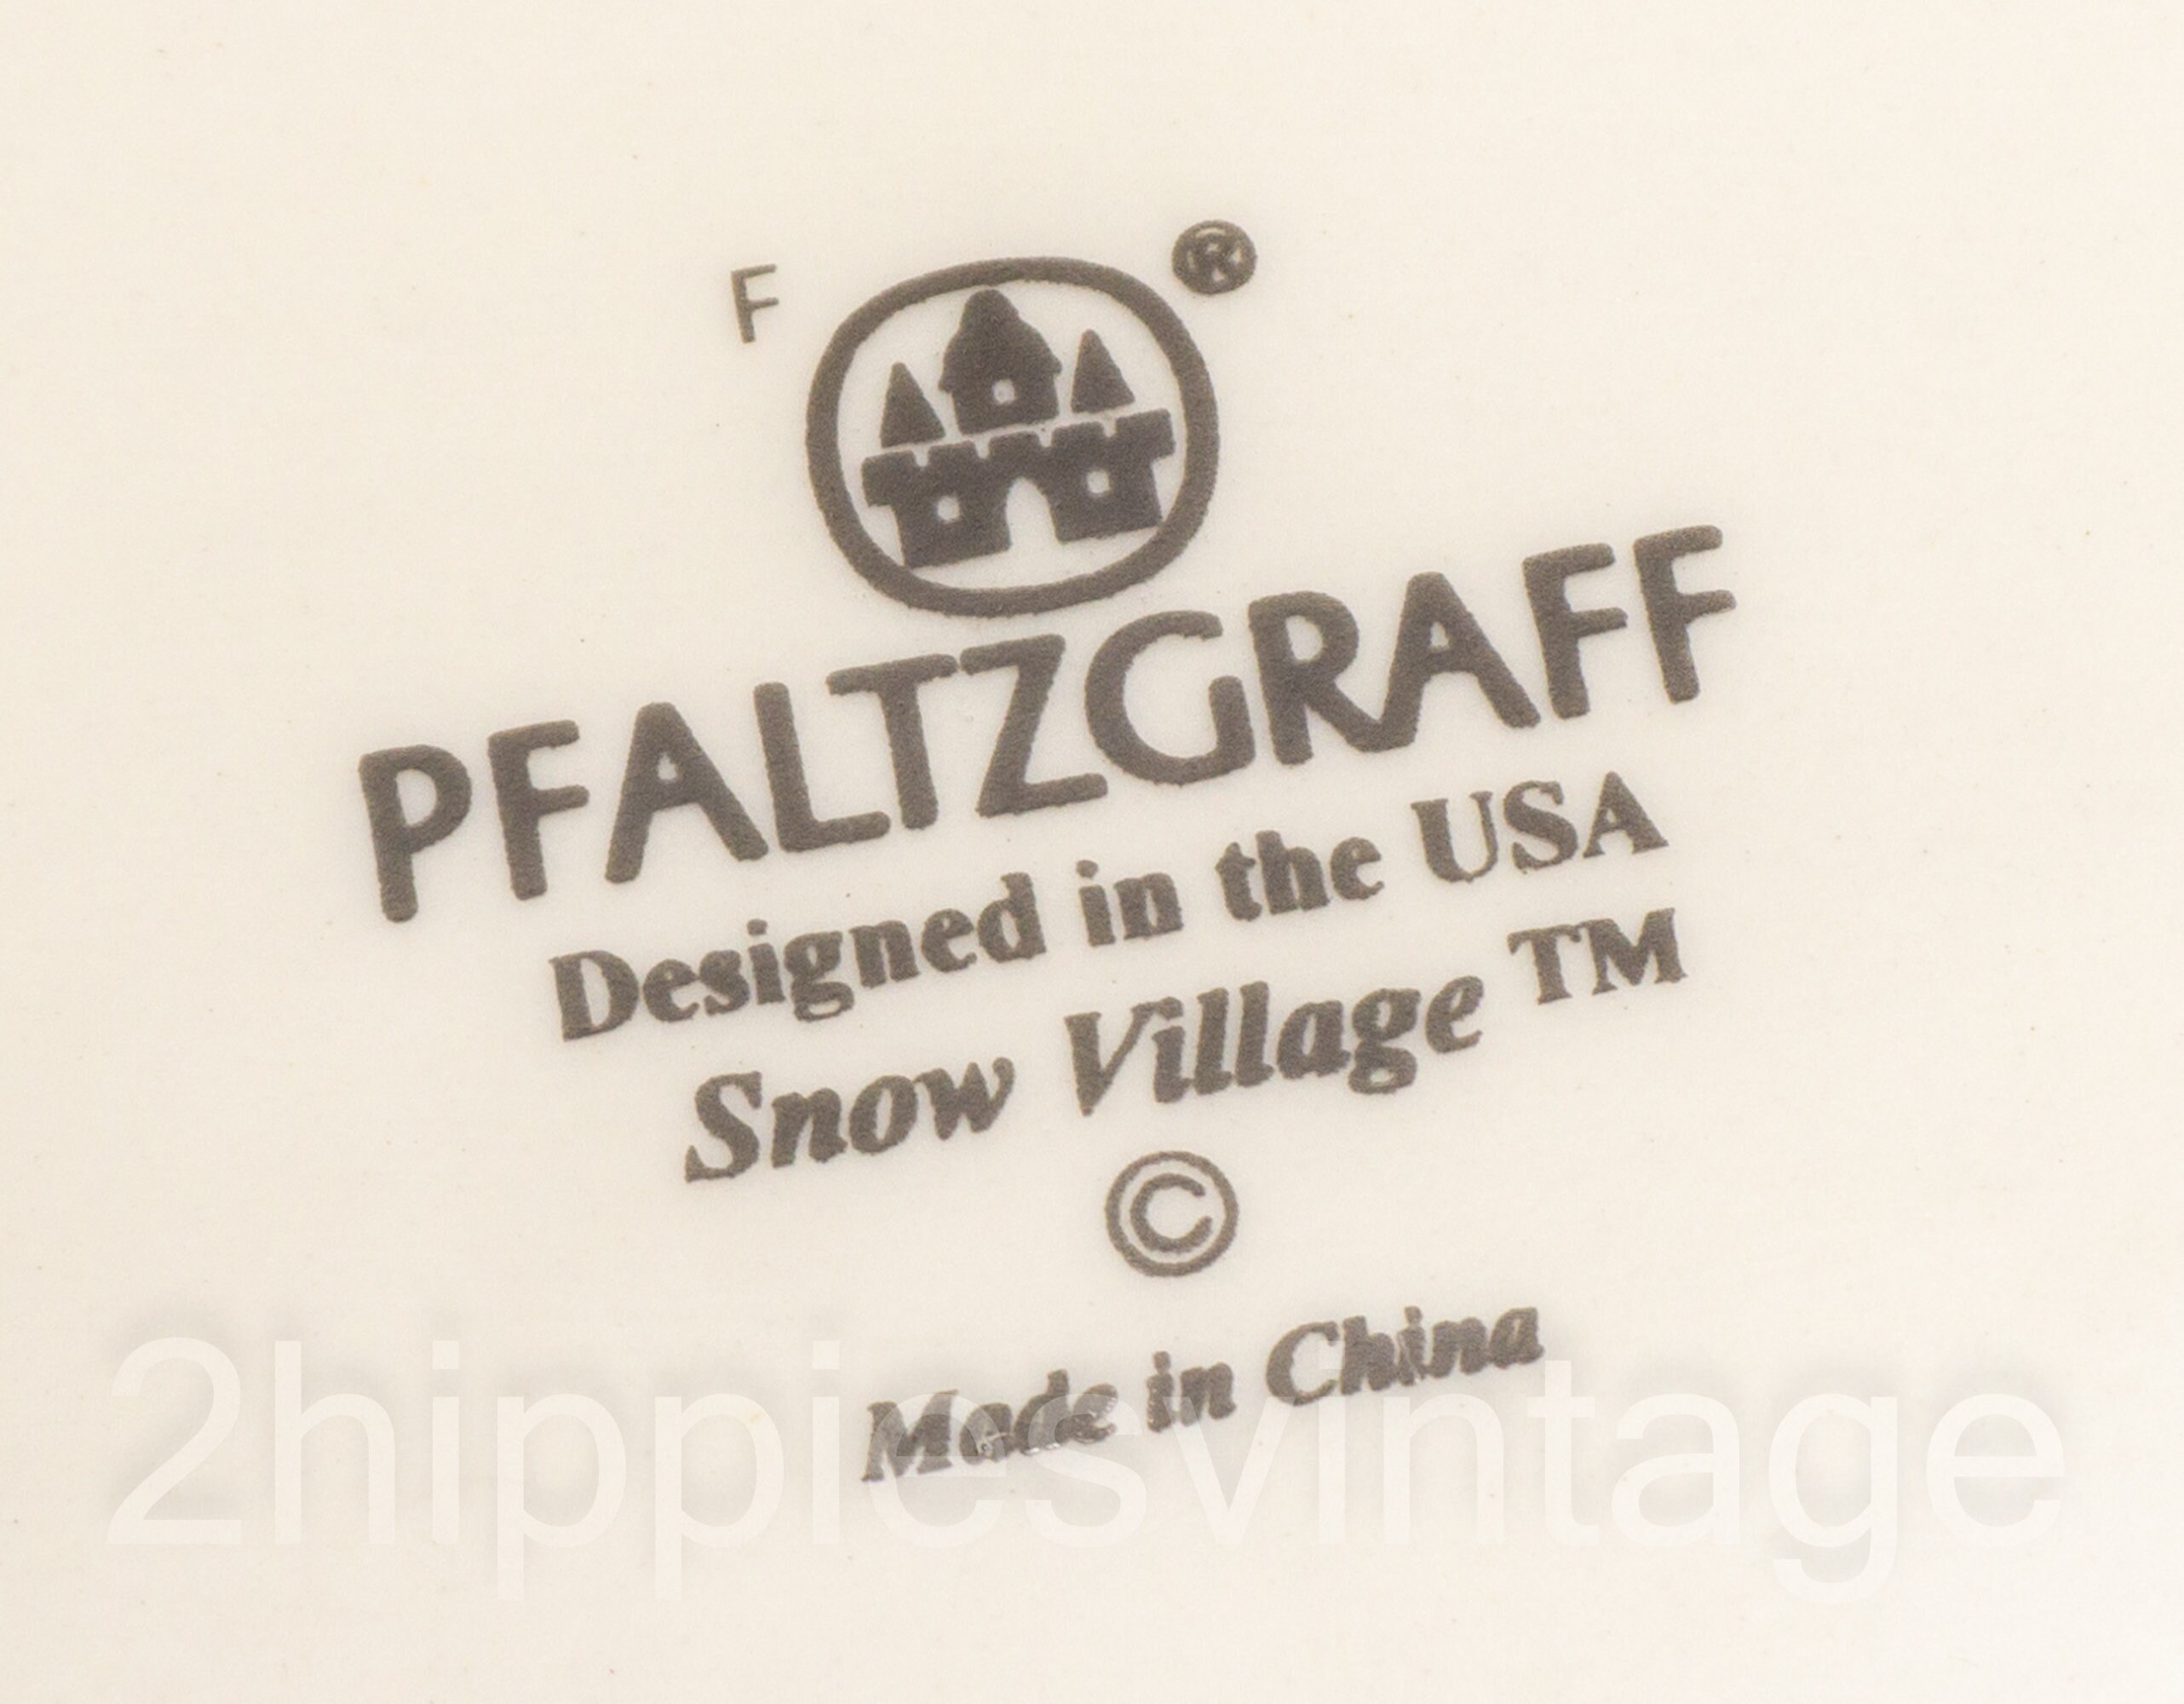 F ®
PFALTZGRAFF
Designed in the USA
Snow Village TM
©
Made in China
2hippiesvintage